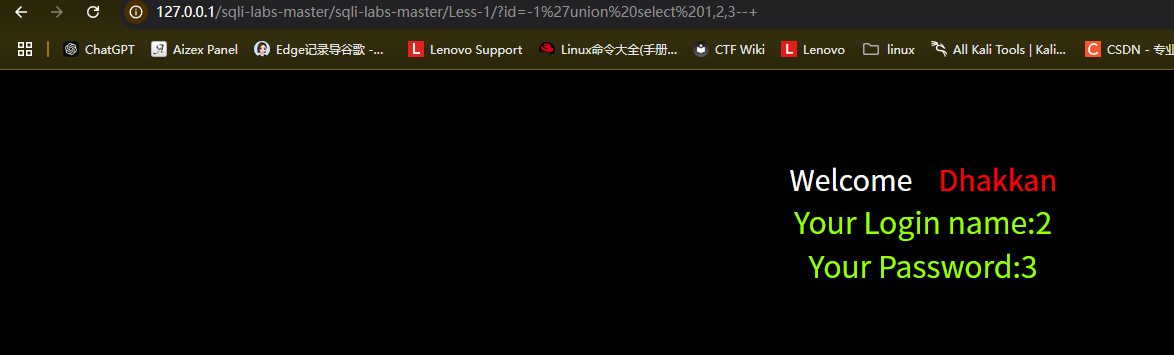 127.0.0.1/sqli-labs-master/sqli-labs-master/Less-1/?id=-1%27union%20select%201,2,3--+
ChatGPT Aizex Panel Edge记录导谷歌 -... Lenovo Support Linux命令大全(手册... CTF Wiki Lenovo linux All Kali Tools | Kali... CSDN - 专业
Welcome Dhakkan
Your Login name:2
Your Password:3